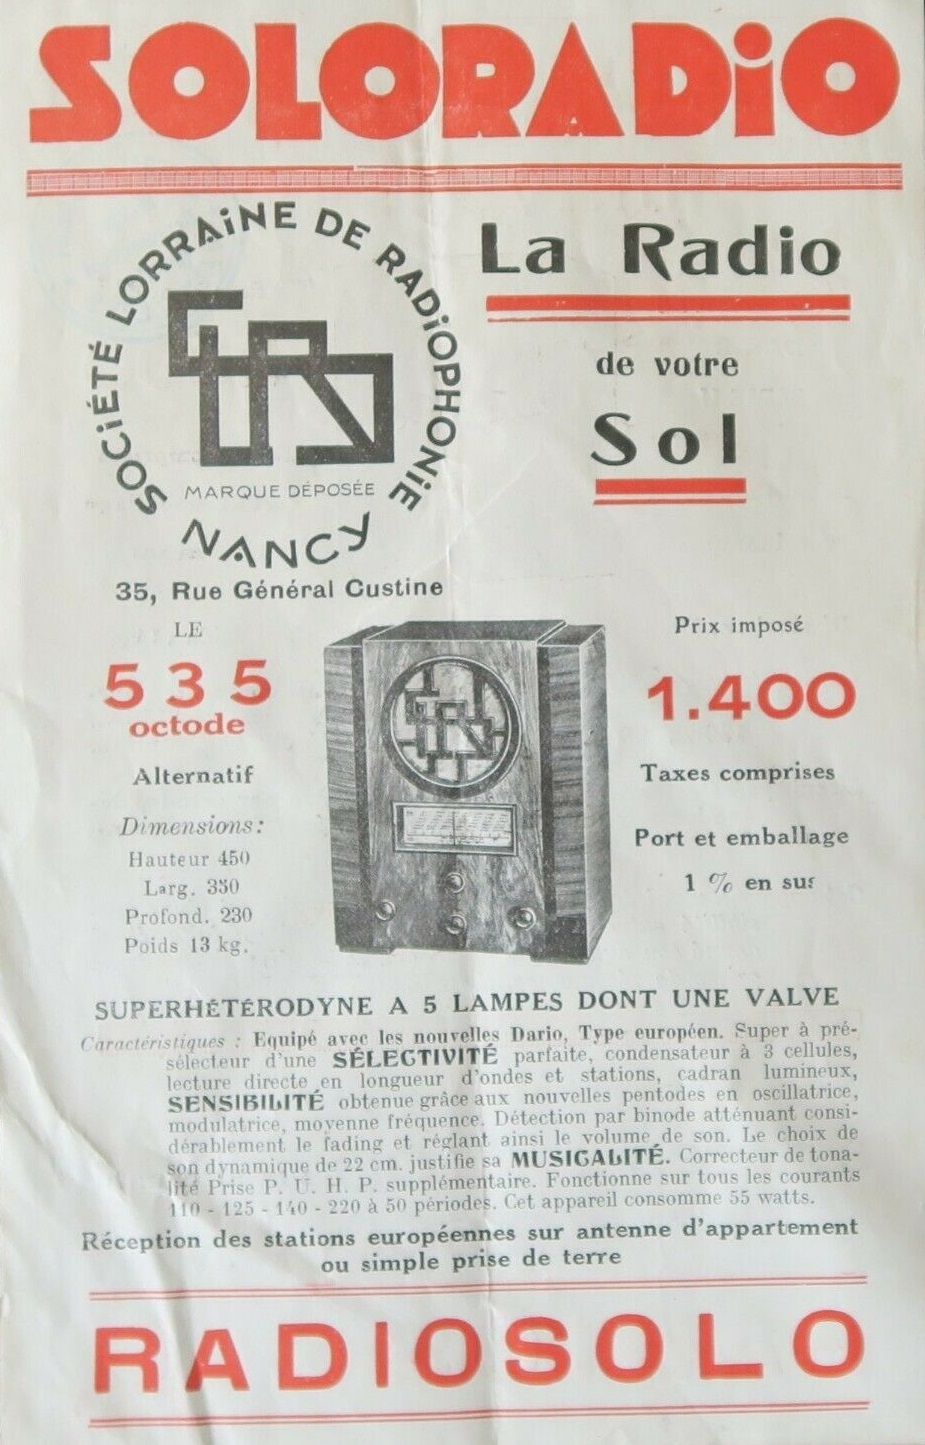 SOLORADiO
SOCiÉTÉ LORRAiNE DE RADiOPHONiE
MARQUE DÉPOSÉE
NANCY
35, Rue Général Custine
La Radio
de votre
Sol
LE
535
octode
Alternatif
Dimensions:
Hauteur 450
Larg. 350
Profond. 230
Poids 13 kg.
Prix imposé
1.400
Taxes comprises
Port et emballage
1 % en sus
SUPERHÉTÉRODYNE A 5 LAMPES DONT UNE VALVE
Caractéristiques : Equipé avec les nouvelles Dario, Type européen. Super à pré-
sélecteur d'une SÉLECTIVITÉ parfaite, condensateur à 3 cellules,
lecture directe en longueur d'ondes et stations, cadran lumineux,
SENSIBILITÉ obtenue grâce aux nouvelles pentodes en oscillatrice,
modulatrice, moyenne fréquence. Détection par binode atténuant consi-
dérablement le fading et réglant ainsi le volume de son. Le choix de
son dynamique de 22 cm. justifie sa MUSICALITÉ. Correcteur de tona-
lité Prise P. U. H. P. supplémentaire. Fonctionne sur tous les courants
110 - 125 - 140 - 220 à 50 périodes. Cet appareil consomme 55 watts.
Réception des stations européennes sur antenne d'appartement
ou simple prise de terre
RADIOSOLO